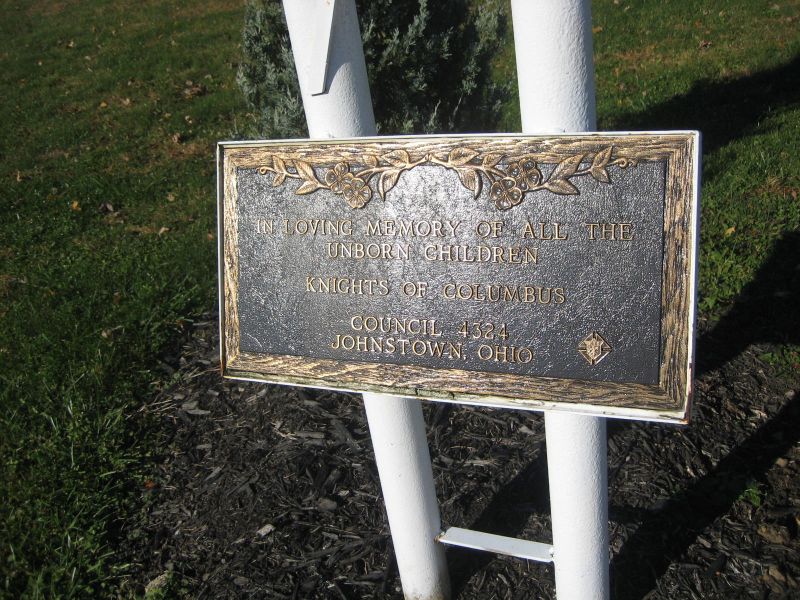 IN LOVING MEMORY OF ALL THE
UNBORN CHILDREN
KNIGHTS OF COLUMBUS
COUNCIL 4324
JOHNSTOWN, OHIO